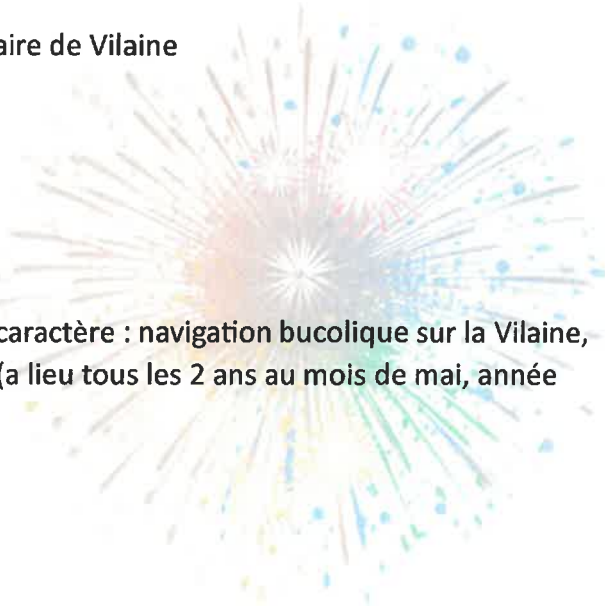 aire de Vilaine
caractère : navigation bucolique sur la Vilaine,
(a lieu tous les 2 ans au mois de mai, année